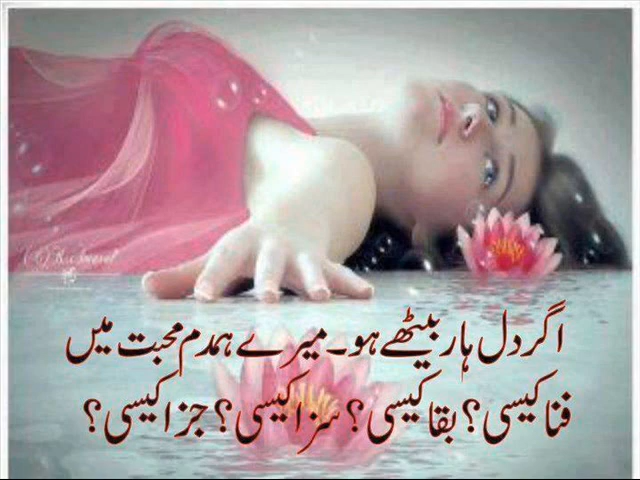 اگر دل ہار بیٹھے ہو۔ میرے ہمدم محبت میں
فنا کیسی؟ بقا کیسی؟ سزا کیسی؟ جزا کیسی؟